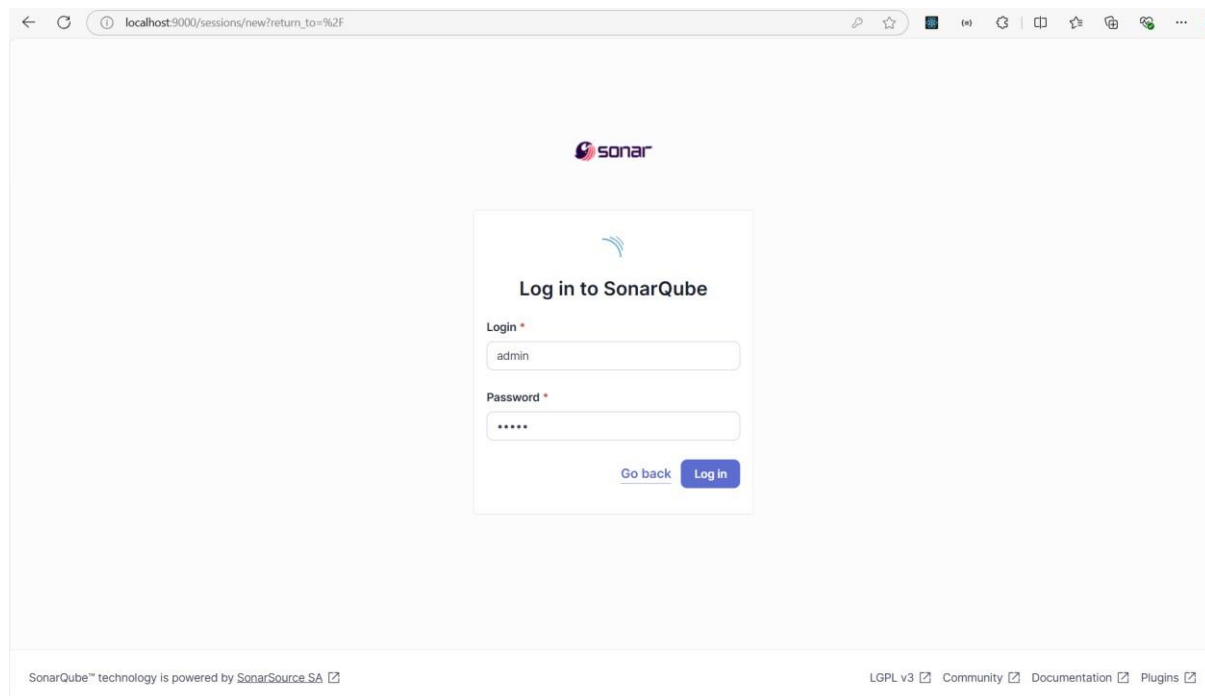 localhost:9000/sessions/new?return_to=%2F
sonar
Log in to SonarQube
Login *
admin
Password *
•••••
Go back Log in
SonarQube™ technology is powered by SonarSource SA LGPL v3 Community Documentation Plugins